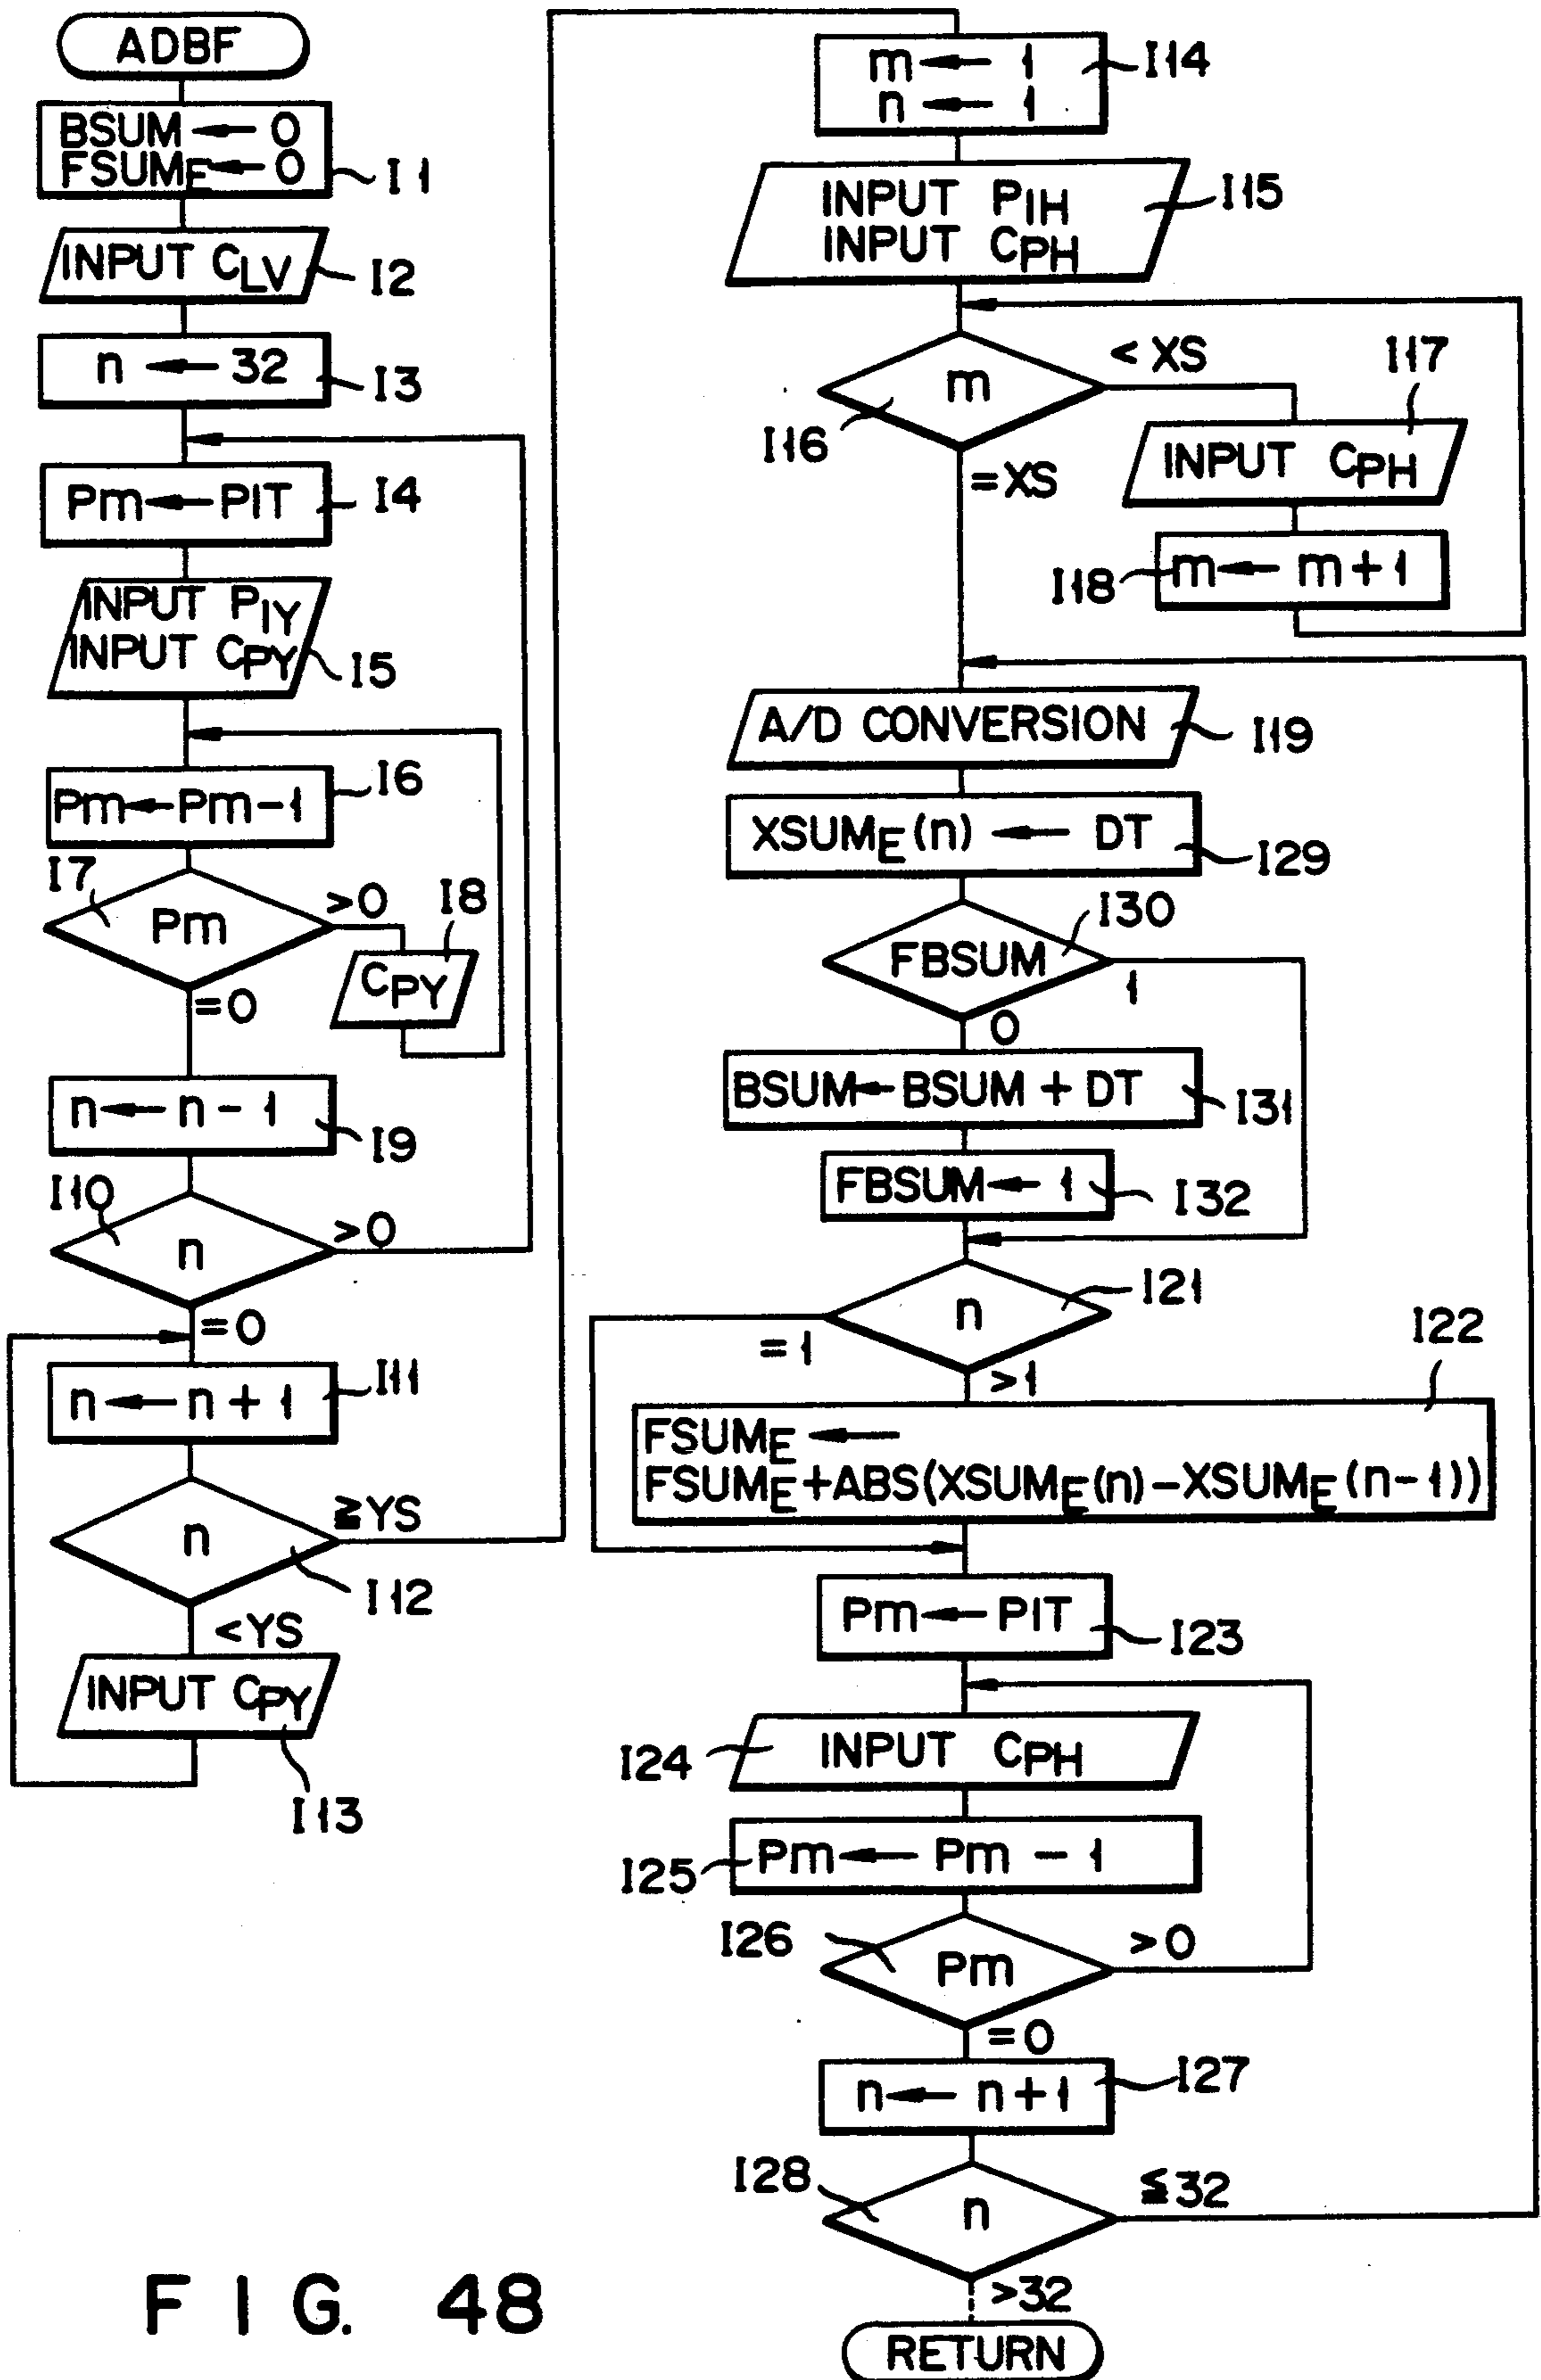 ADBF
BSUM ← 0
FSUME ← 0
I1
INPUT CLV
I2
n ← 32
I3
Pm ← PIT
I4
INPUT PIY
INPUT CPY
I5
Pm ← Pm - 1
I6
I7
Pm
>0
=0
I8
CPY
n ← n - 1
I9
I10
n
>0
=0
n ← n + 1
I11
n
≧YS
I12
<YS
INPUT CPY
I13
m ← 1
n ← 1
I14
INPUT PIH
INPUT CPH
I15
m
< XS
I16
=XS
I17
INPUT CPH
I18
m ← m + 1
A/D CONVERSION
I19
XSUME(n) ← DT
I29
I30
FBSUM
1
0
BSUM ← BSUM + DT
I31
FBSUM ← 1
I32
n
I21
=1
>1
I22
FSUME ←
FSUME+ABS(XSUME(n)-XSUME(n-1))
Pm ← PIT
I23
INPUT CPH
I24
Pm ← Pm - 1
I25
I26
Pm
>0
=0
n ← n+1
I27
I28
n
≦32
>32
RETURN
FIG. 48